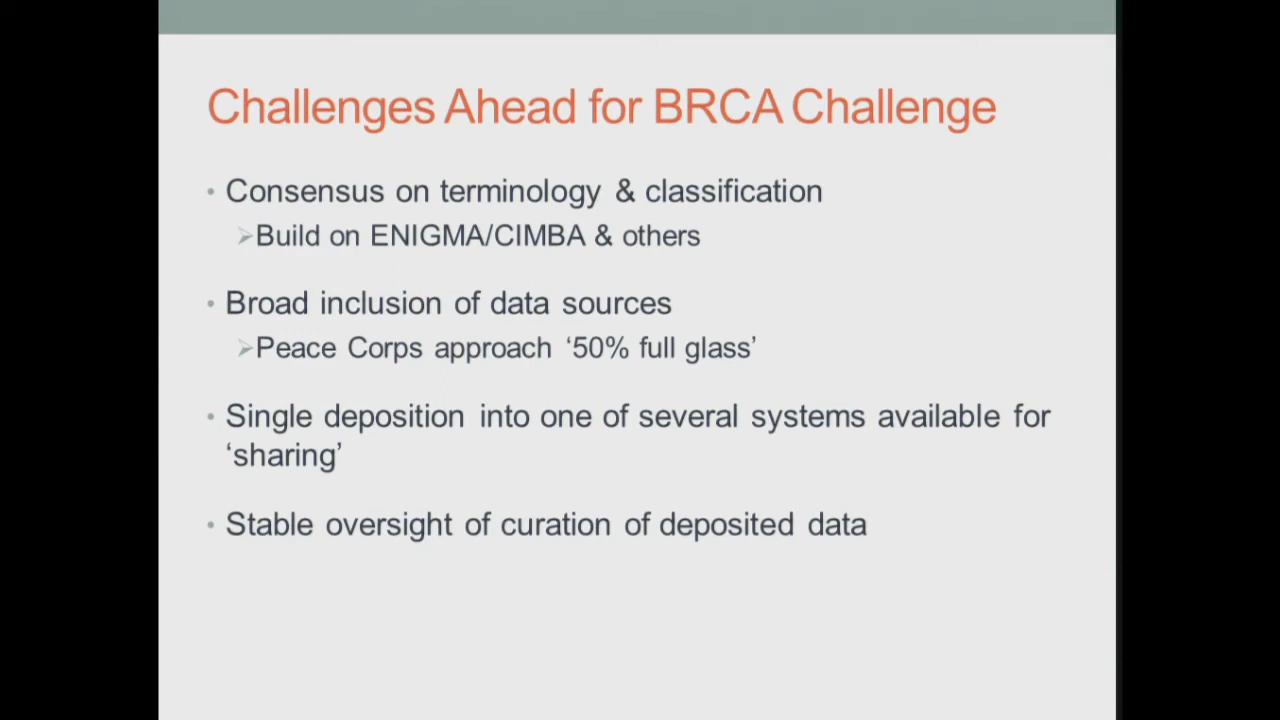 Challenges Ahead for BRCA Challenge
• Consensus on terminology & classification
➢Build on ENIGMA/CIMBA & others
• Broad inclusion of data sources
➢Peace Corps approach ‘50% full glass’
• Single deposition into one of several systems available for
‘sharing’
• Stable oversight of curation of deposited data